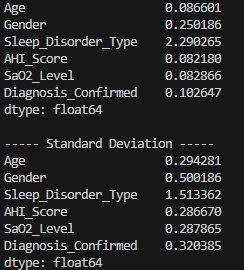 Age 0.086601
Gender 0.250186
Sleep_Disorder_Type 2.290265
AHI_Score 0.082180
SaO2_Level 0.082866
Diagnosis_Confirmed 0.102647
dtype: float64
----- Standard Deviation -----
Age 0.294281
Gender 0.500186
Sleep_Disorder_Type 1.513362
AHI_Score 0.286670
SaO2_Level 0.287865
Diagnosis_Confirmed 0.320385
dtype: float64